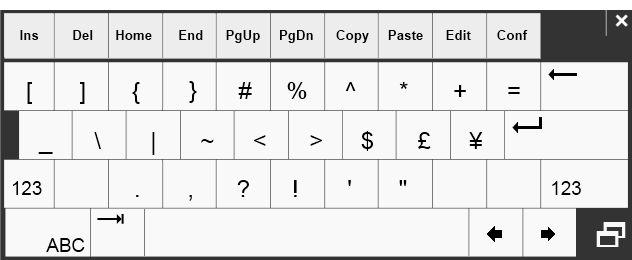 Ins Del Home End PgUp PgDn Copy Paste Edit Conf
[ ] { } # % ^ * + =
_ \ | ~ < > $ £ ¥
123 . , ? ! ' " 123
ABC